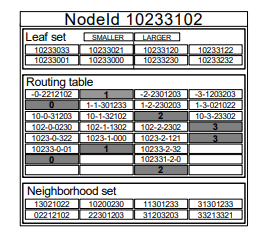 NodeId 10233102
Leaf set SMALLER LARGER
10233033 10233021 10233120 10233122
10233001 10233000 10233230 10233232
Routing table
-0-2212102 1 -2-2301203 -3-1203203
0 1-1-301233 1-2-230203 1-3-021022
10-0-31203 10-1-32102 2 10-3-23302
102-0-0230 102-1-1302 102-2-2302 3
1023-0-322 1023-1-000 1023-2-121 3
10233-0-01 1 10233-2-32
0 102331-2-0
2
Neighborhood set
13021022 10200230 11301233 31301233
02212102 22301203 31203203 33213321